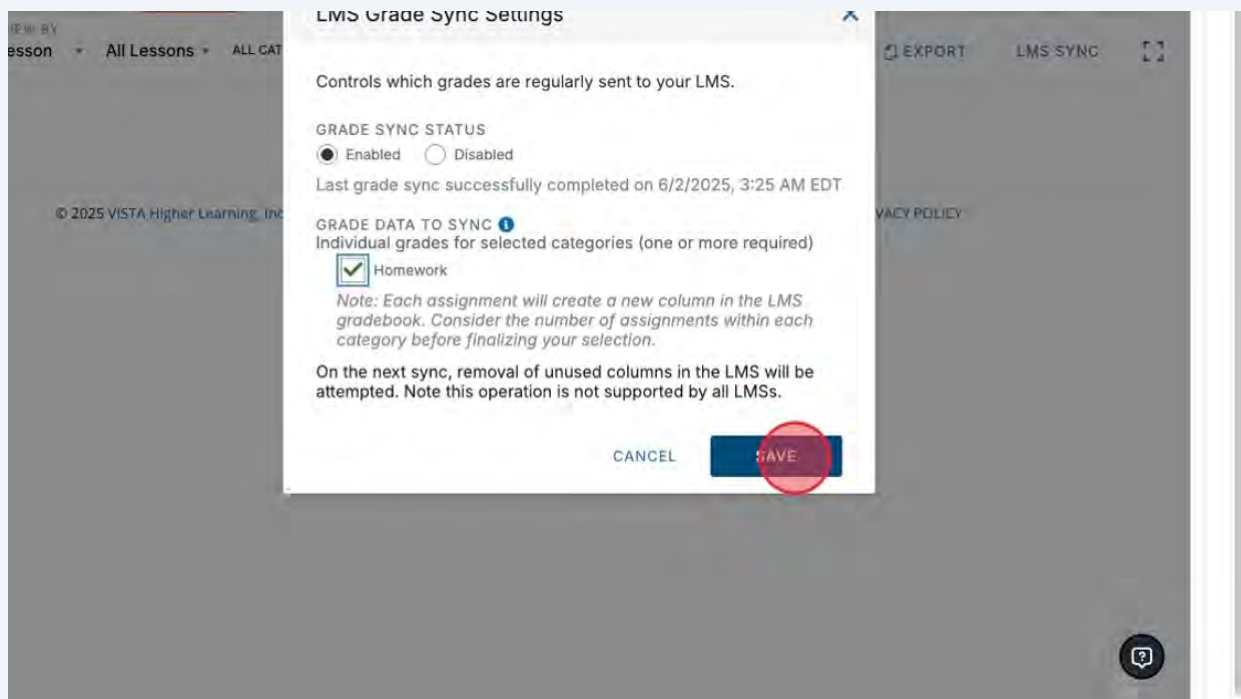 LMS Grade Sync Settings
VIEW BY
esson All Lessons ALL CAT
EXPORT LMS SYNC
Controls which grades are regularly sent to your LMS.
GRADE SYNC STATUS
Enabled Disabled
Last grade sync successfully completed on 6/2/2025, 3:25 AM EDT
© 2025 VISTA Higher Learning, Inc
VACY POLICY
GRADE DATA TO SYNC
Individual grades for selected categories (one or more required)
Homework
Note: Each assignment will create a new column in the LMS
gradebook. Consider the number of assignments within each
category before finalizing your selection.
On the next sync, removal of unused columns in the LMS will be
attempted. Note this operation is not supported by all LMSs.
CANCEL SAVE